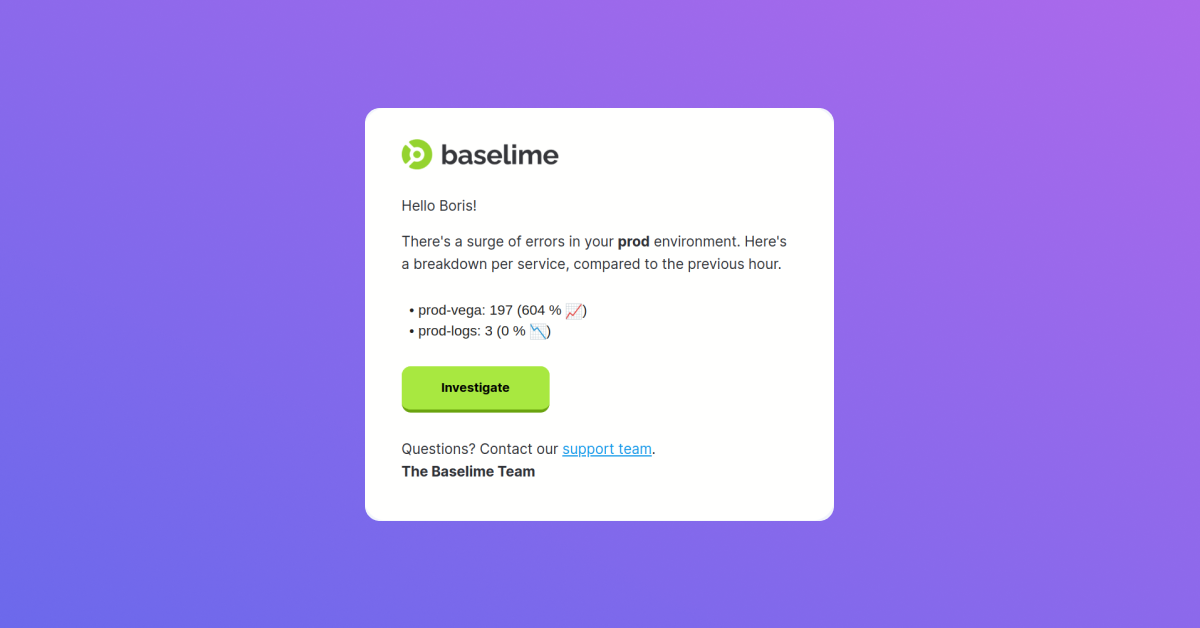 baselime
Hello Boris!
There's a surge of errors in your prod environment. Here's
a breakdown per service, compared to the previous hour.
• prod-vega: 197 (604 % 📈)
• prod-logs: 3 (0 % 📉)
Investigate
Questions? Contact our support team.
The Baselime Team